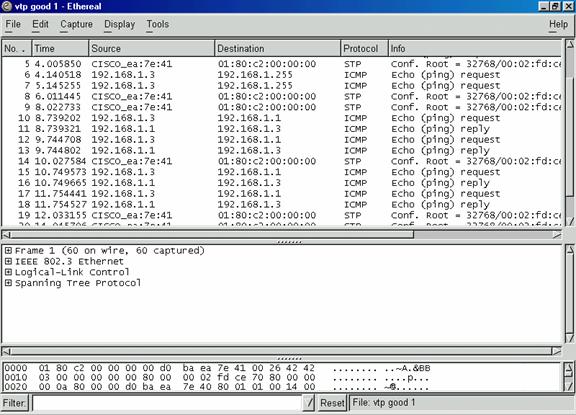 vtp good 1 - Ethereal
File Edit Capture Display Tools Help
No. . Time Source Destination Protocol Info
5 4.005850 CISCO_ea:7e:41 01:80:c2:00:00:00 STP Conf. Root = 32768/00:02:fd:ce
6 4.140518 192.168.1.3 192.168.1.255 ICMP Echo (ping) request
7 5.145255 192.168.1.3 192.168.1.255 ICMP Echo (ping) request
8 6.011445 CISCO_ea:7e:41 01:80:c2:00:00:00 STP Conf. Root = 32768/00:02:fd:ce
9 8.022733 CISCO_ea:7e:41 01:80:c2:00:00:00 STP Conf. Root = 32768/00:02:fd:ce
10 8.739202 192.168.1.3 192.168.1.1 ICMP Echo (ping) request
11 8.739321 192.168.1.1 192.168.1.3 ICMP Echo (ping) reply
12 9.744708 192.168.1.3 192.168.1.1 ICMP Echo (ping) request
13 9.744802 192.168.1.1 192.168.1.3 ICMP Echo (ping) reply
14 10.027584 CISCO_ea:7e:41 01:80:c2:00:00:00 STP Conf. Root = 32768/00:02:fd:ce
15 10.749573 192.168.1.3 192.168.1.1 ICMP Echo (ping) request
16 10.749665 192.168.1.1 192.168.1.3 ICMP Echo (ping) reply
17 11.754441 192.168.1.3 192.168.1.1 ICMP Echo (ping) request
18 11.754527 192.168.1.1 192.168.1.3 ICMP Echo (ping) reply
19 12.033155 CISCO_ea:7e:41 01:80:c2:00:00:00 STP Conf. Root = 32768/00:02:fd:ce
Frame 1 (60 on wire, 60 captured)
IEEE 802.3 Ethernet
Logical-Link Control
Spanning Tree Protocol
0000 01 80 c2 00 00 00 00 d0 ba ea 7e 41 00 26 42 42 ........ ..~A.&BB
0010 03 00 00 00 00 00 80 00 00 02 fd ce 70 80 00 00 ........ ....p...
0020 00 0a 80 00 00 d0 ba ea 7e 40 80 01 01 00 14 00 ........ ~@......
Filter: / Reset File: vtp good 1